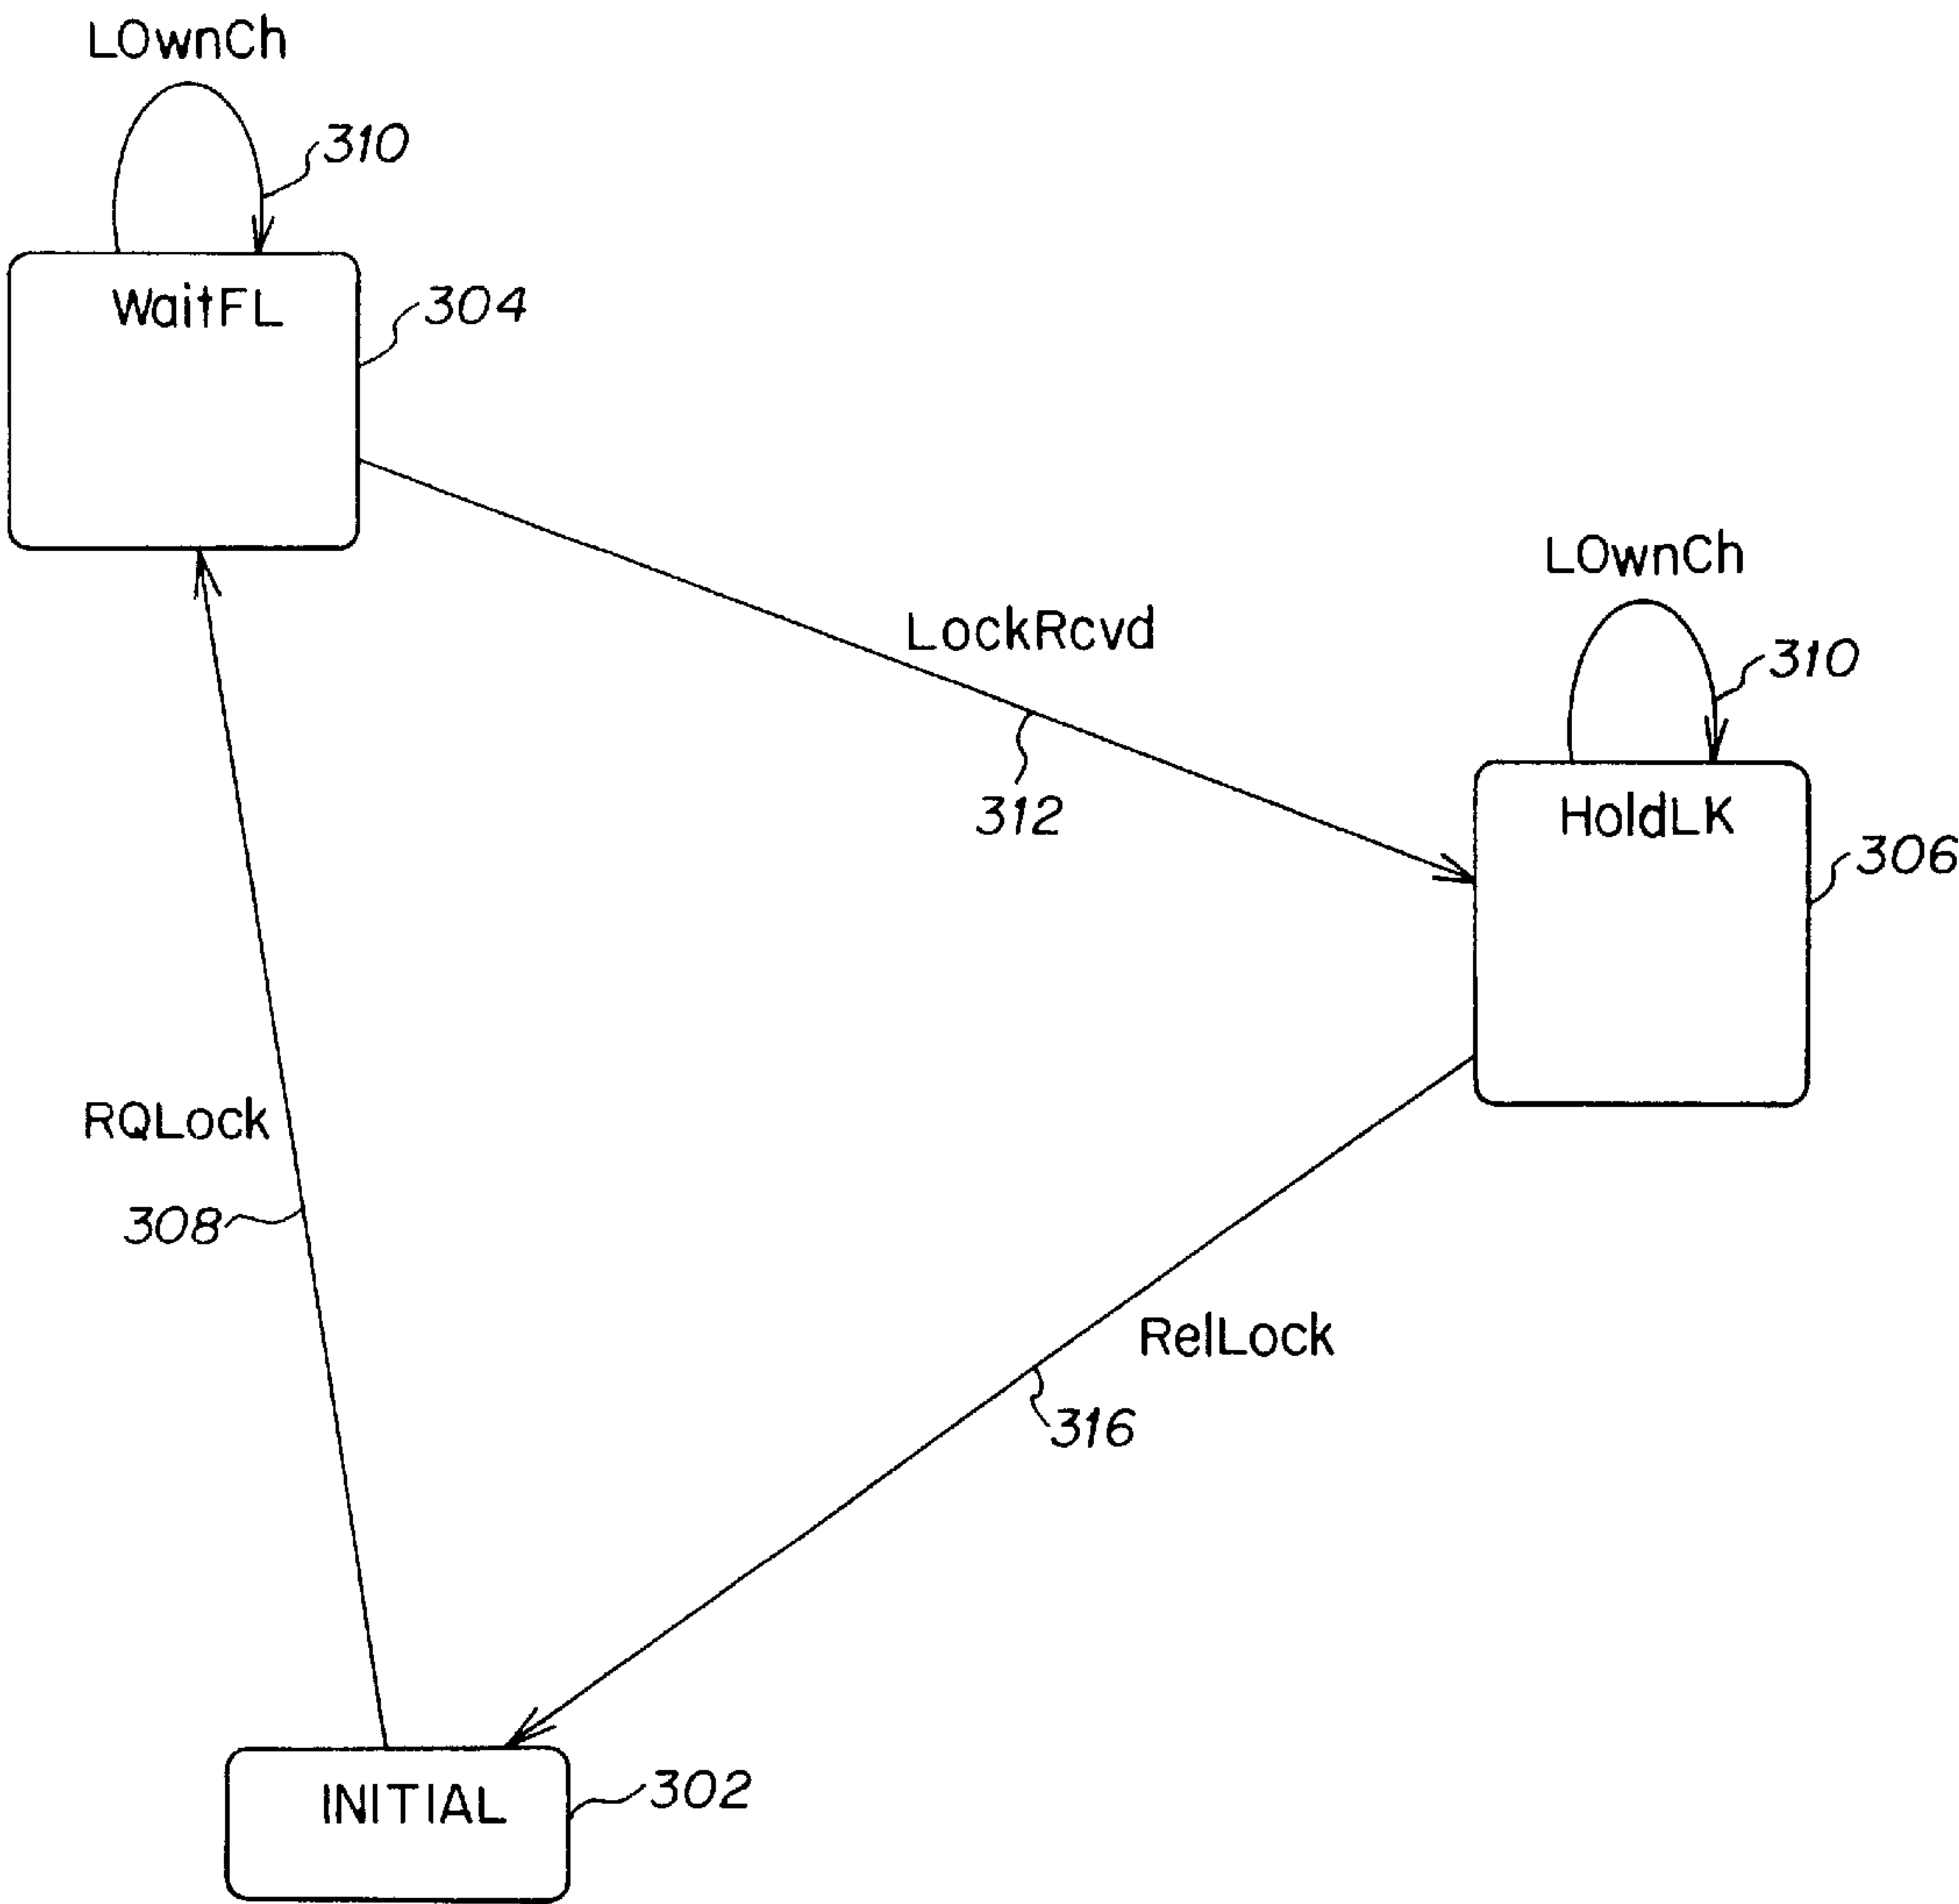 LOwnCh
310
WaitFL
304
LOwnCh
LockRcvd
310
312
HoldLK
306
RQLock
308
RelLock
316
INITIAL
302